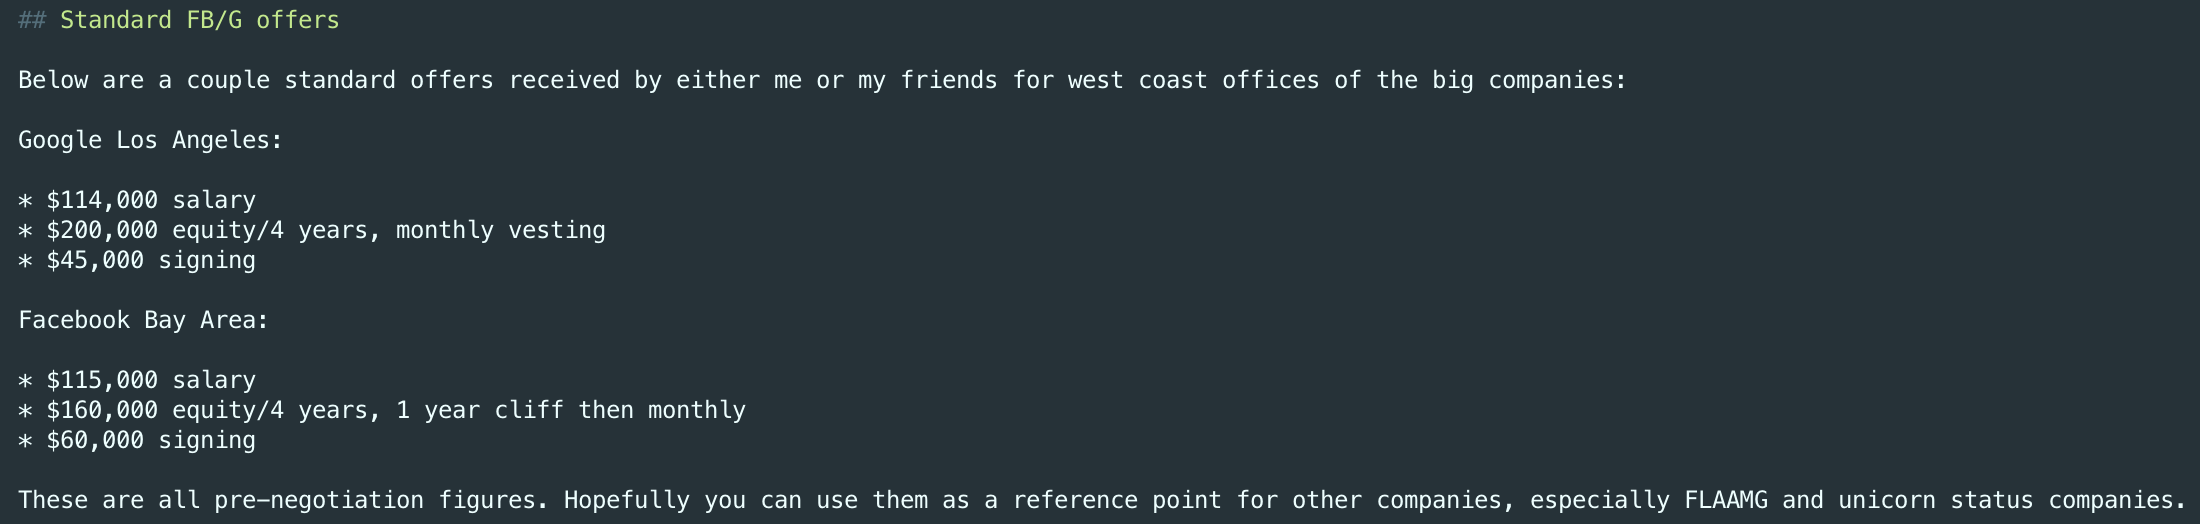 ## Standard FB/G offers
Below are a couple standard offers received by either me or my friends for west coast offices of the big companies:
Google Los Angeles:
* $114,000 salary
* $200,000 equity/4 years, monthly vesting
* $45,000 signing
Facebook Bay Area:
* $115,000 salary
* $160,000 equity/4 years, 1 year cliff then monthly
* $60,000 signing
These are all pre-negotiation figures. Hopefully you can use them as a reference point for other companies, especially FLAAMG and unicorn status companies.